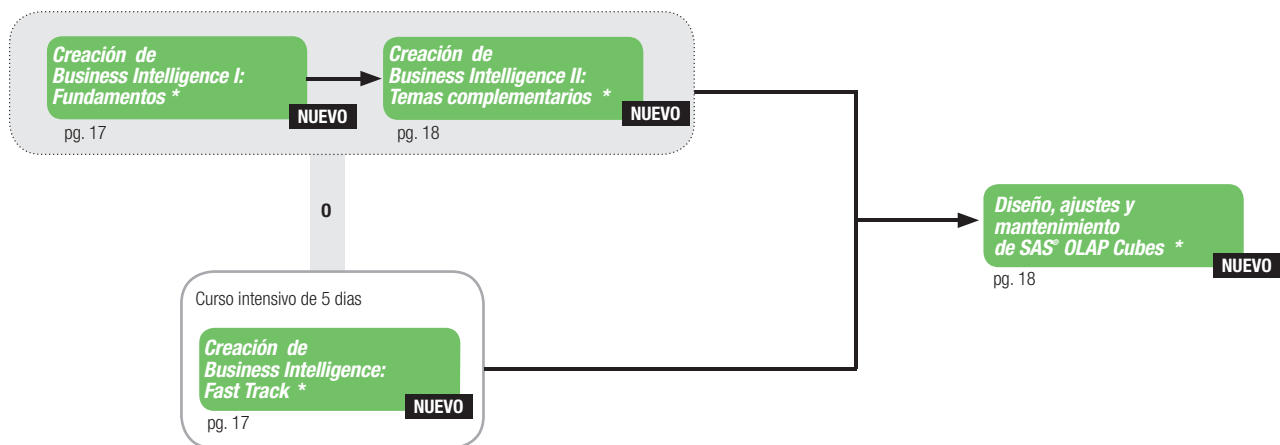 Creación de
Business Intelligence I:
Fundamentos *
NUEVO
pg. 17
Creación de
Business Intelligence II:
Temas complementarios *
NUEVO
pg. 18
O
Curso intensivo de 5 dias
Creación de
Business Intelligence:
Fast Track *
NUEVO
pg. 17
Diseño, ajustes y
mantenimiento
de SAS® OLAP Cubes *
NUEVO
pg. 18